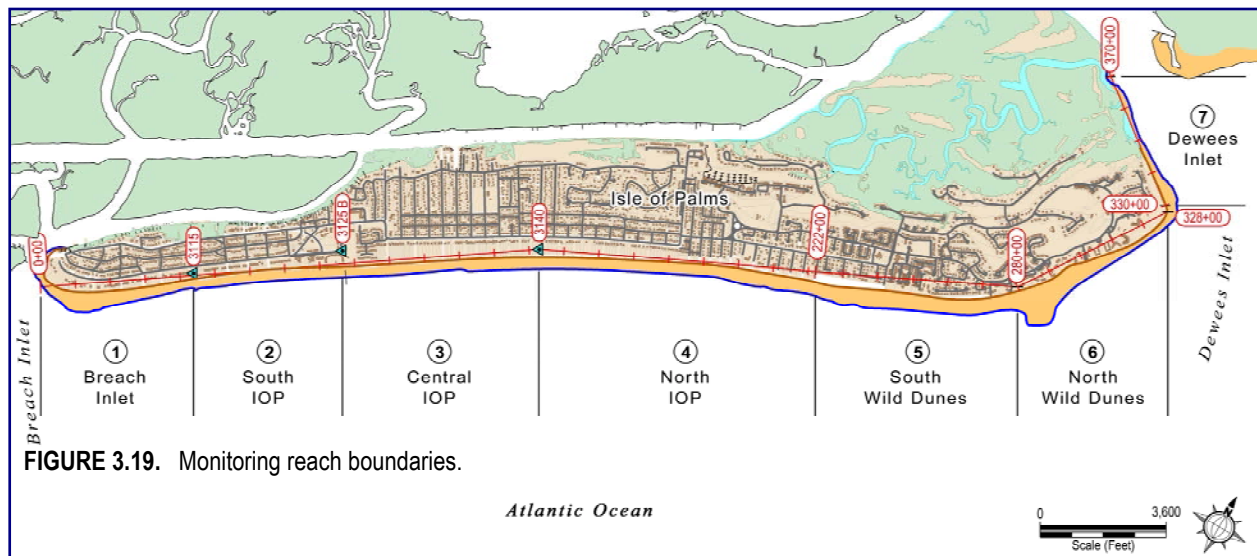 370+00
7
Dewees
Inlet
Isle of Palms
330+00
328+00
0+00
3115
3125 B
3140
222+00
280+00
Breach Inlet
Dewees Inlet
1
Breach
Inlet
2
South
IOP
3
Central
IOP
4
North
IOP
5
South
Wild Dunes
6
North
Wild Dunes
FIGURE 3.19. Monitoring reach boundaries.
Atlantic Ocean
0 3,600
Scale (Feet)